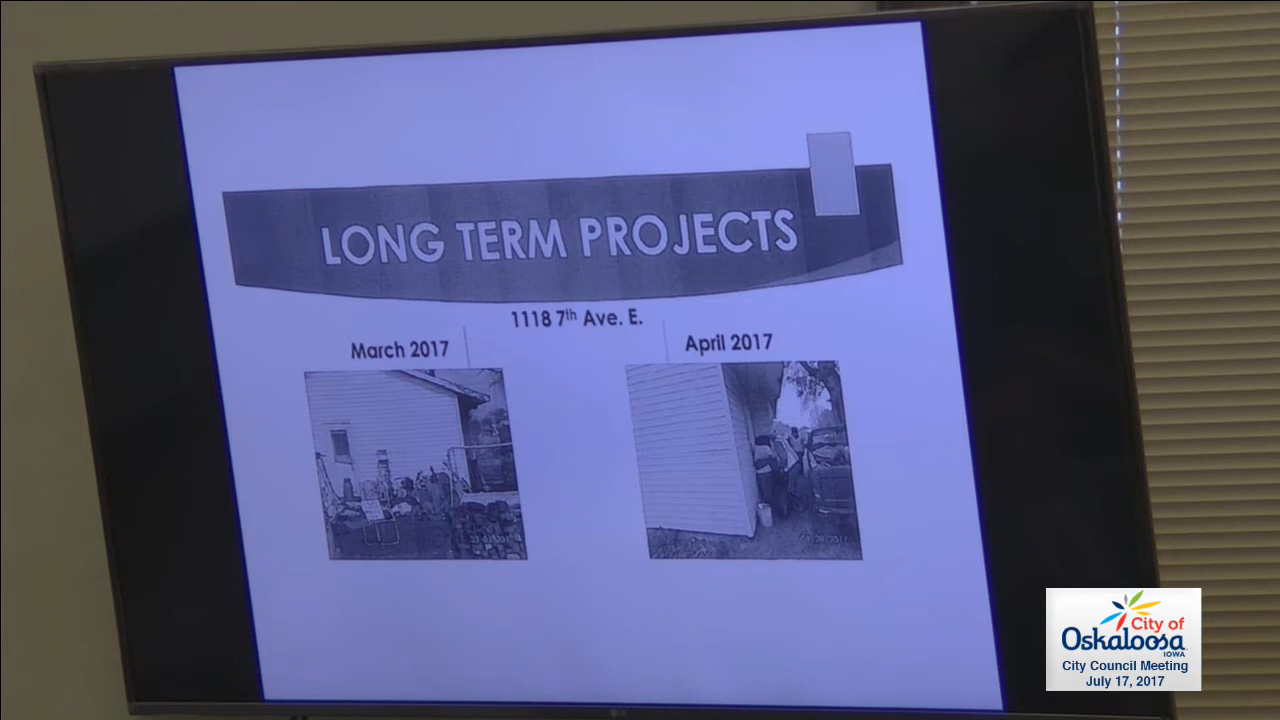 LONG TERM PROJECTS
1118 7th Ave. E.
March 2017
April 2017
City of
Oskaloosa
IOWA
City Council Meeting
July 17, 2017